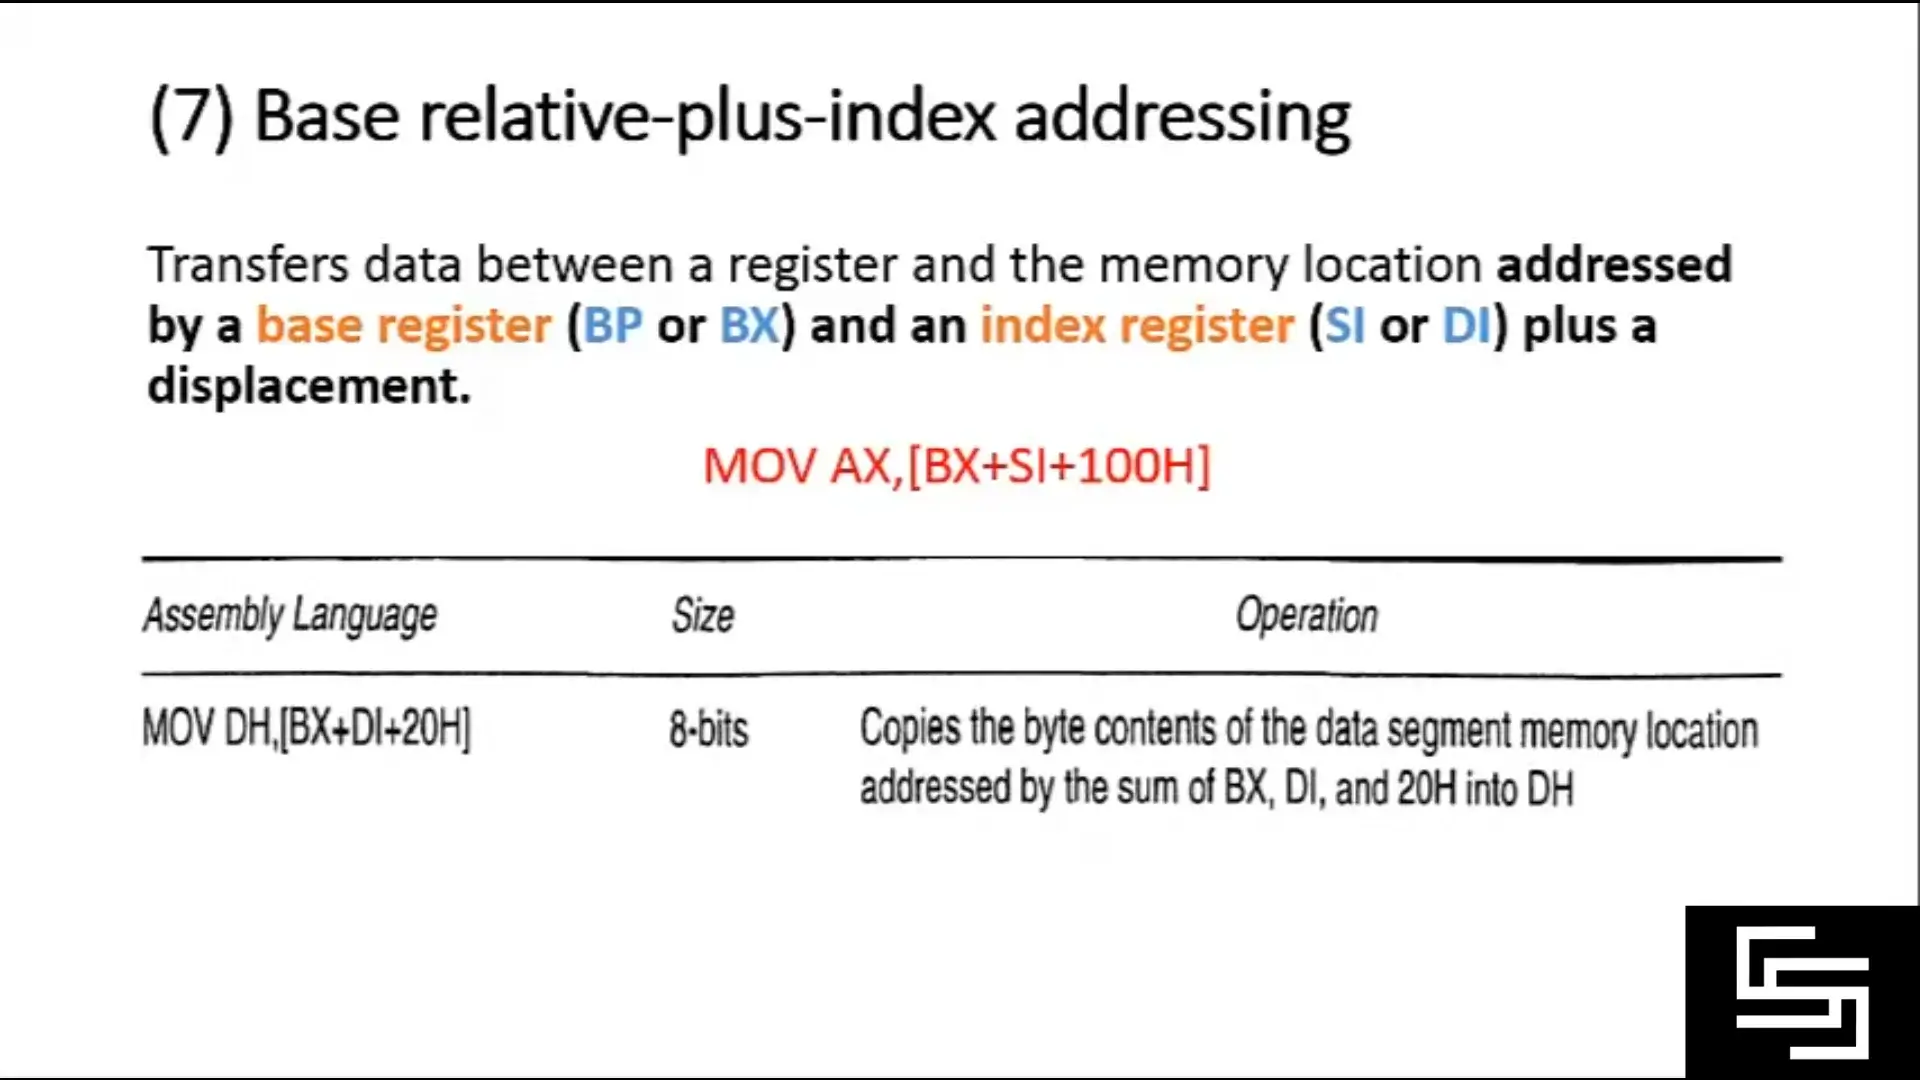 (7) Base relative-plus-index addressing
Transfers data between a register and the memory location addressed
by a base register (BP or BX) and an index register (SI or DI) plus a
displacement.
MOV AX,[BX+SI+100H]
Assembly Language Size Operation
MOV DH,[BX+DI+20H] 8-bits Copies the byte contents of the data segment memory location
addressed by the sum of BX, DI, and 20H into DH